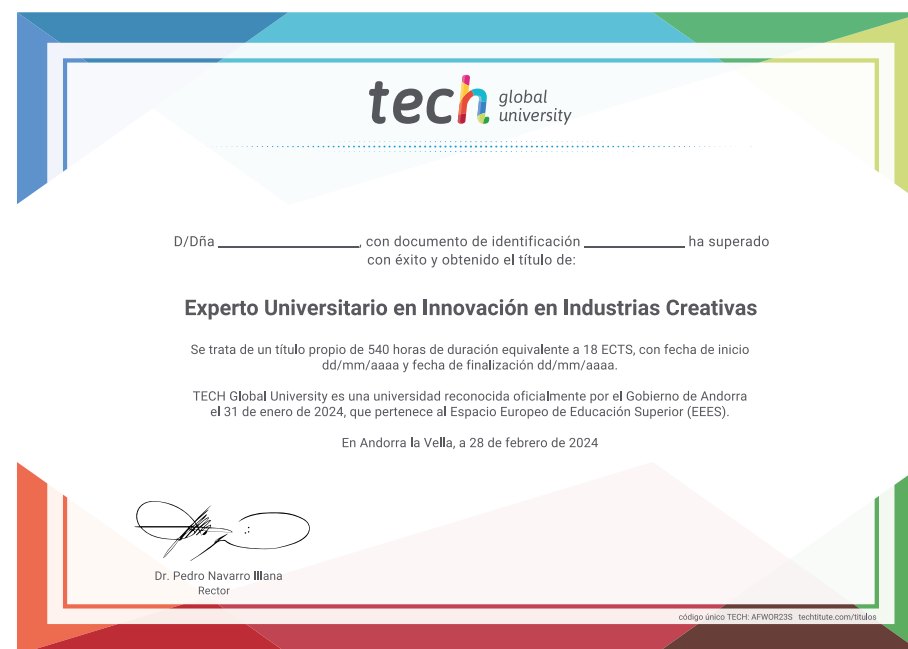 tech global university
D/Dña ____________________, con documento de identificación ______________ ha superado
con éxito y obtenido el título de:
Experto Universitario en Innovación en Industrias Creativas
Se trata de un título propio de 540 horas de duración equivalente a 18 ECTS, con fecha de inicio
dd/mm/aaaa y fecha de finalización dd/mm/aaaa.
TECH Global University es una universidad reconocida oficialmente por el Gobierno de Andorra
el 31 de enero de 2024, que pertenece al Espacio Europeo de Educación Superior (EEES).
En Andorra la Vella, a 28 de febrero de 2024
Dr. Pedro Navarro Illana
Rector
código único TECH: AFWOR23S techtitute.com/titulos